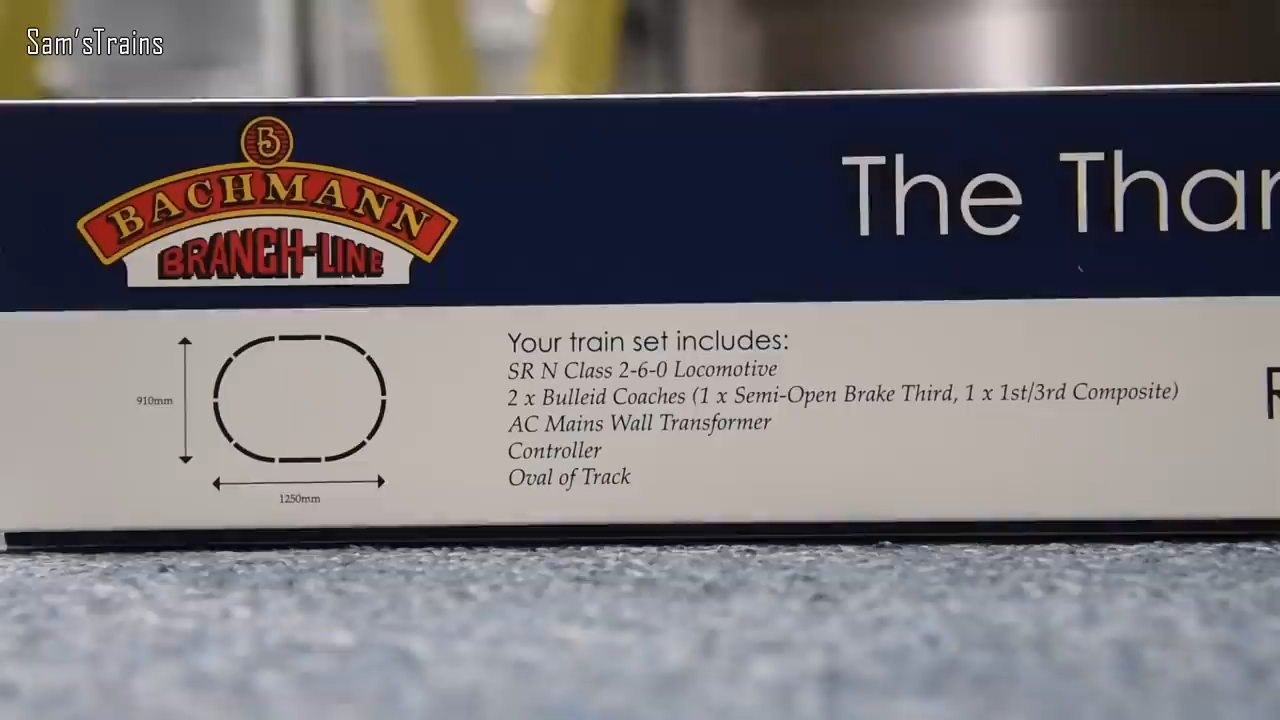 Sam'sTrains
B
BACHMANN
BRANCH-LINE
The
Your train set includes:
SR N Class 2-6-0 Locomotive
2 x Bulleid Coaches (1 x Semi-Open Brake Third, 1 x 1st/3rd Composite)
AC Mains Wall Transformer
Controller
Oval of Track
910mm
1250mm